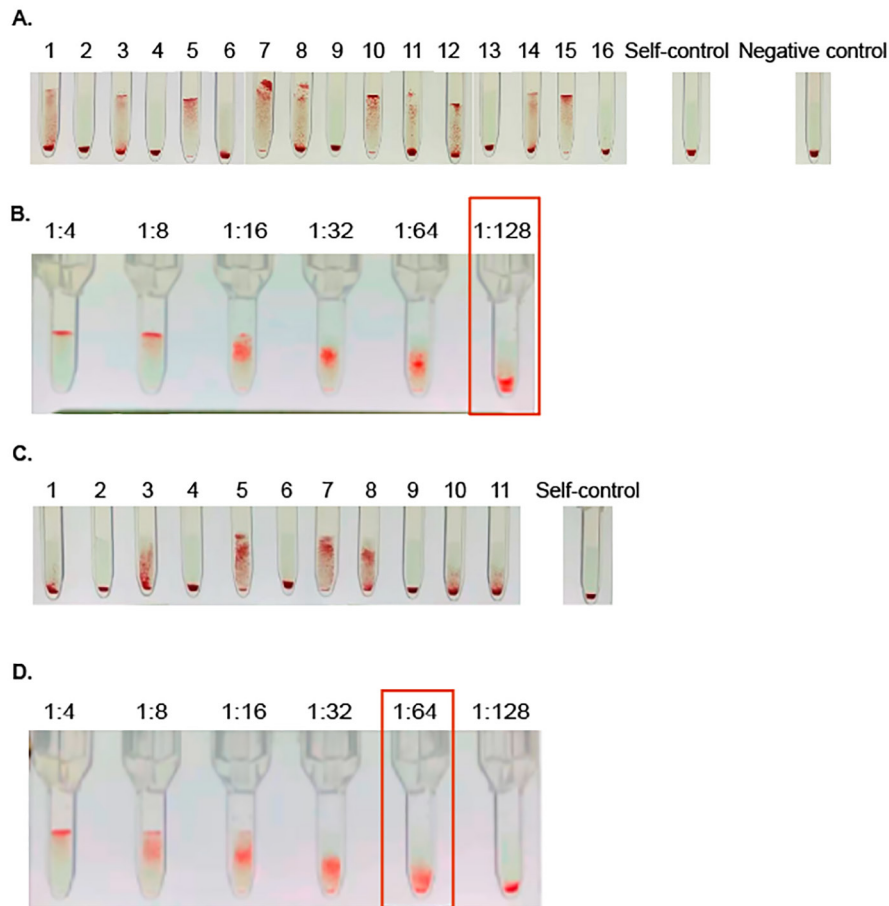 A.
1 2 3 4 5 6 7 8 9 10 11 12 13 14 15 16 Self-control Negative control
B.
1:4 1:8 1:16 1:32 1:64 1:128
C.
1 2 3 4 5 6 7 8 9 10 11 Self-control
D.
1:4 1:8 1:16 1:32 1:64 1:128